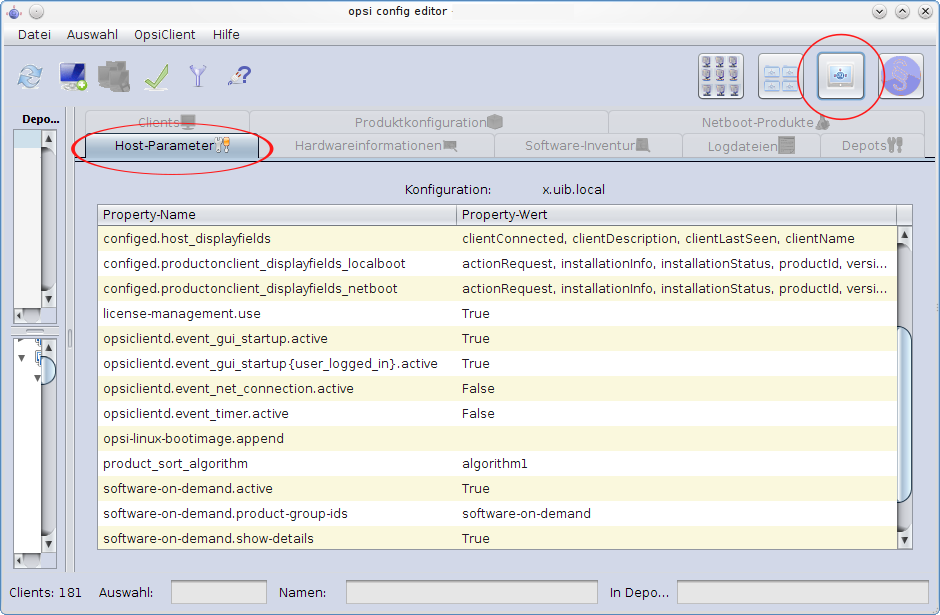 opsi config editor
Datei Auswahl OpsiClient Hilfe
Depo...
Clients Produktkonfiguration Netboot-Produkte
Host-Parameter Hardwareinformationen Software-Inventur Logdateien Depots
Konfiguration: x.uib.local
Property-Name Property-Wert
configed.host_displayfields clientConnected, clientDescription, clientLastSeen, clientName
configed.productonclient_displayfields_localboot actionRequest, installationInfo, installationStatus, productId, versi...
configed.productonclient_displayfields_netboot actionRequest, installationInfo, installationStatus, productId, versi...
license-management.use True
opsiclientd.event_gui_startup.active True
opsiclientd.event_gui_startup{user_logged_in}.active True
opsiclientd.event_net_connection.active False
opsiclientd.event_timer.active False
opsi-linux-bootimage.append
product_sort_algorithm algorithm1
software-on-demand.active True
software-on-demand.product-group-ids software-on-demand
software-on-demand.show-details True
Clients: 181 Auswahl: Namen: In Depo...